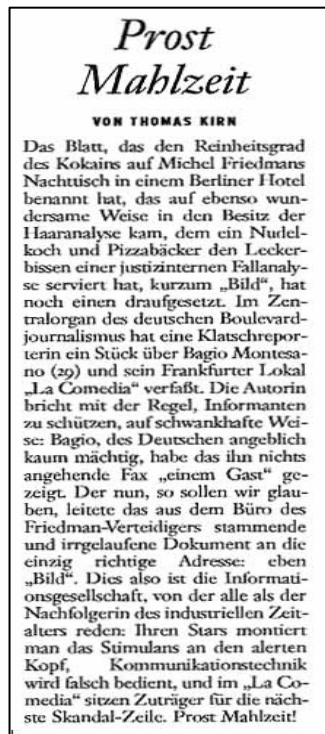 Prost
Mahlzeit
VON THOMAS KIRN
Das Blatt, das den Reinheitsgrad
des Kokains auf Michel Friedmans
Nachttisch in einem Berliner Hotel
benannt hat, das auf ebenso wun-
dersame Weise in den Besitz der
Haaranalyse kam, dem ein Nudel-
koch und Pizzabäcker den Lecker-
bissen einer justizinternen Fallanaly-
se serviert hat, kurzum „Bild“, hat
noch einen draufgesetzt. Im Zen-
tralorgan des deutschen Boulevard-
journalismus hat eine Klatschrepor-
terin ein Stück über Bagio Montesa-
no (29) und sein Frankfurter Lokal
„La Comedia“ verfaßt. Die Autorin
bricht mit der Regel, Informanten
zu schützen, auf schwankhafte Wei-
se: Bagio, des Deutschen angeblich
kaum mächtig, habe das ihn nichts
angehende Fax „einem Gast“ ge-
zeigt. Der nun, so sollen wir glau-
ben, leitete das aus dem Büro des
Friedman-Verteidigers stammende
und irrgelaufene Dokument an die
einzig richtige Adresse: eben
„Bild“. Dies also ist die Informati-
onsgesellschaft, von der alle als der
Nachfolgerin des industriellen Zeit-
alters reden: Ihren Stars montiert
man das Stimulans an den alerten
Kopf, Kommunikationstechnik
wird falsch bedient, und im „La Co-
media“ sitzen Zuträger für die näch-
ste Skandal-Zeile. Prost Mahlzeit!